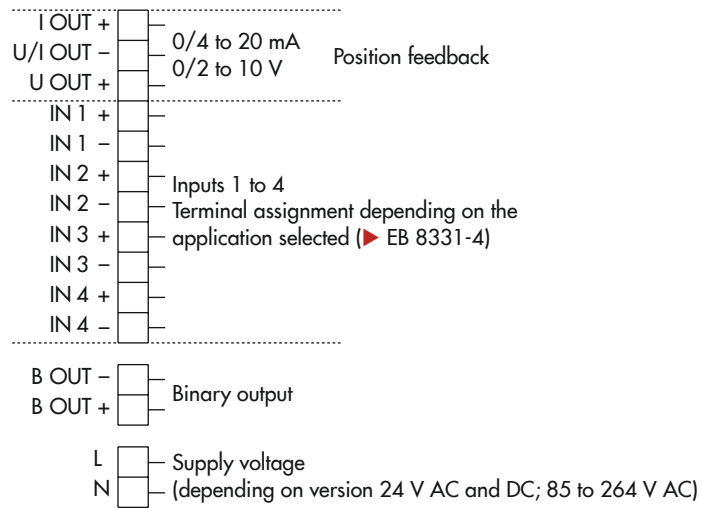 I OUT +
U/I OUT –
U OUT +
0/4 to 20 mA
0/2 to 10 V
Position feedback
IN 1 +
IN 1 –
IN 2 +
IN 2 –
IN 3 +
IN 3 –
IN 4 +
IN 4 –
Inputs 1 to 4
Terminal assignment depending on the
application selected (▶ EB 8331-4)
B OUT –
B OUT +
Binary output
L
N
Supply voltage
(depending on version 24 V AC and DC; 85 to 264 V AC)